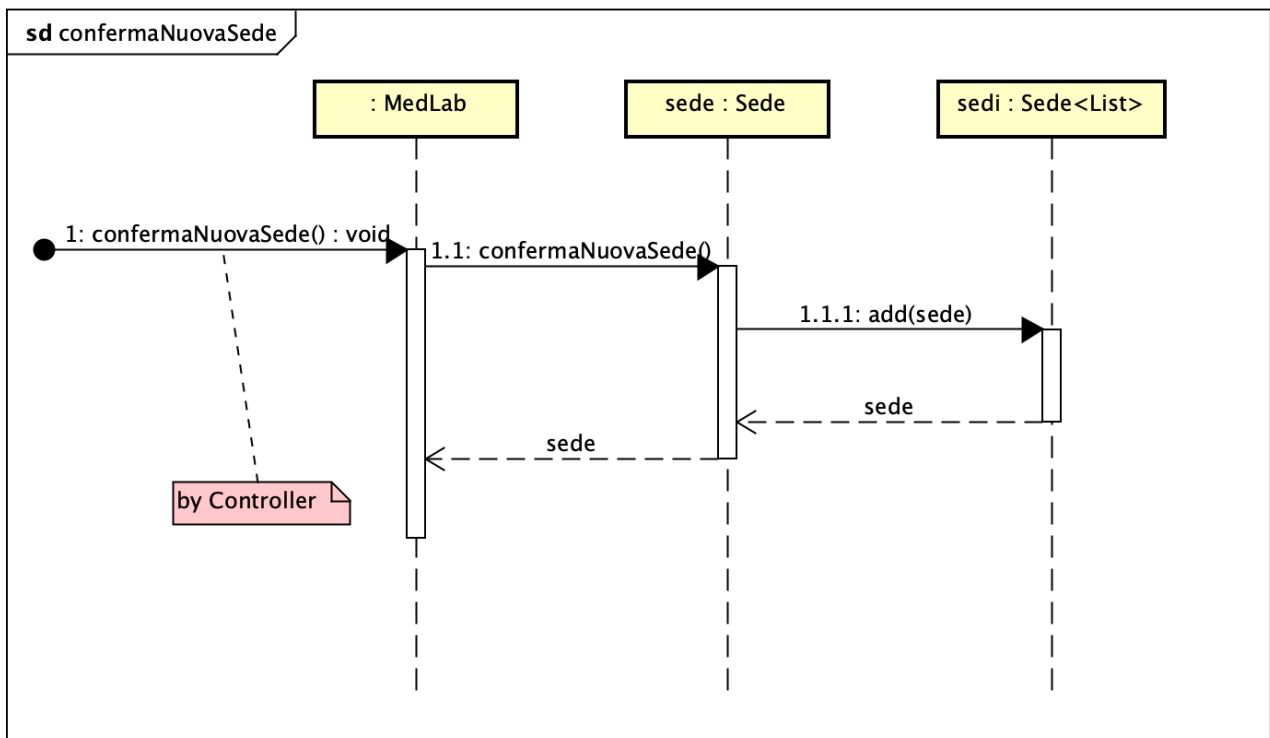 sd confermaNuovaSede
: MedLab
sede : Sede
sedi : Sede<List>
1: confermaNuovaSede() : void
1.1: confermaNuovaSede()
1.1.1: add(sede)
sede
sede
by Controller